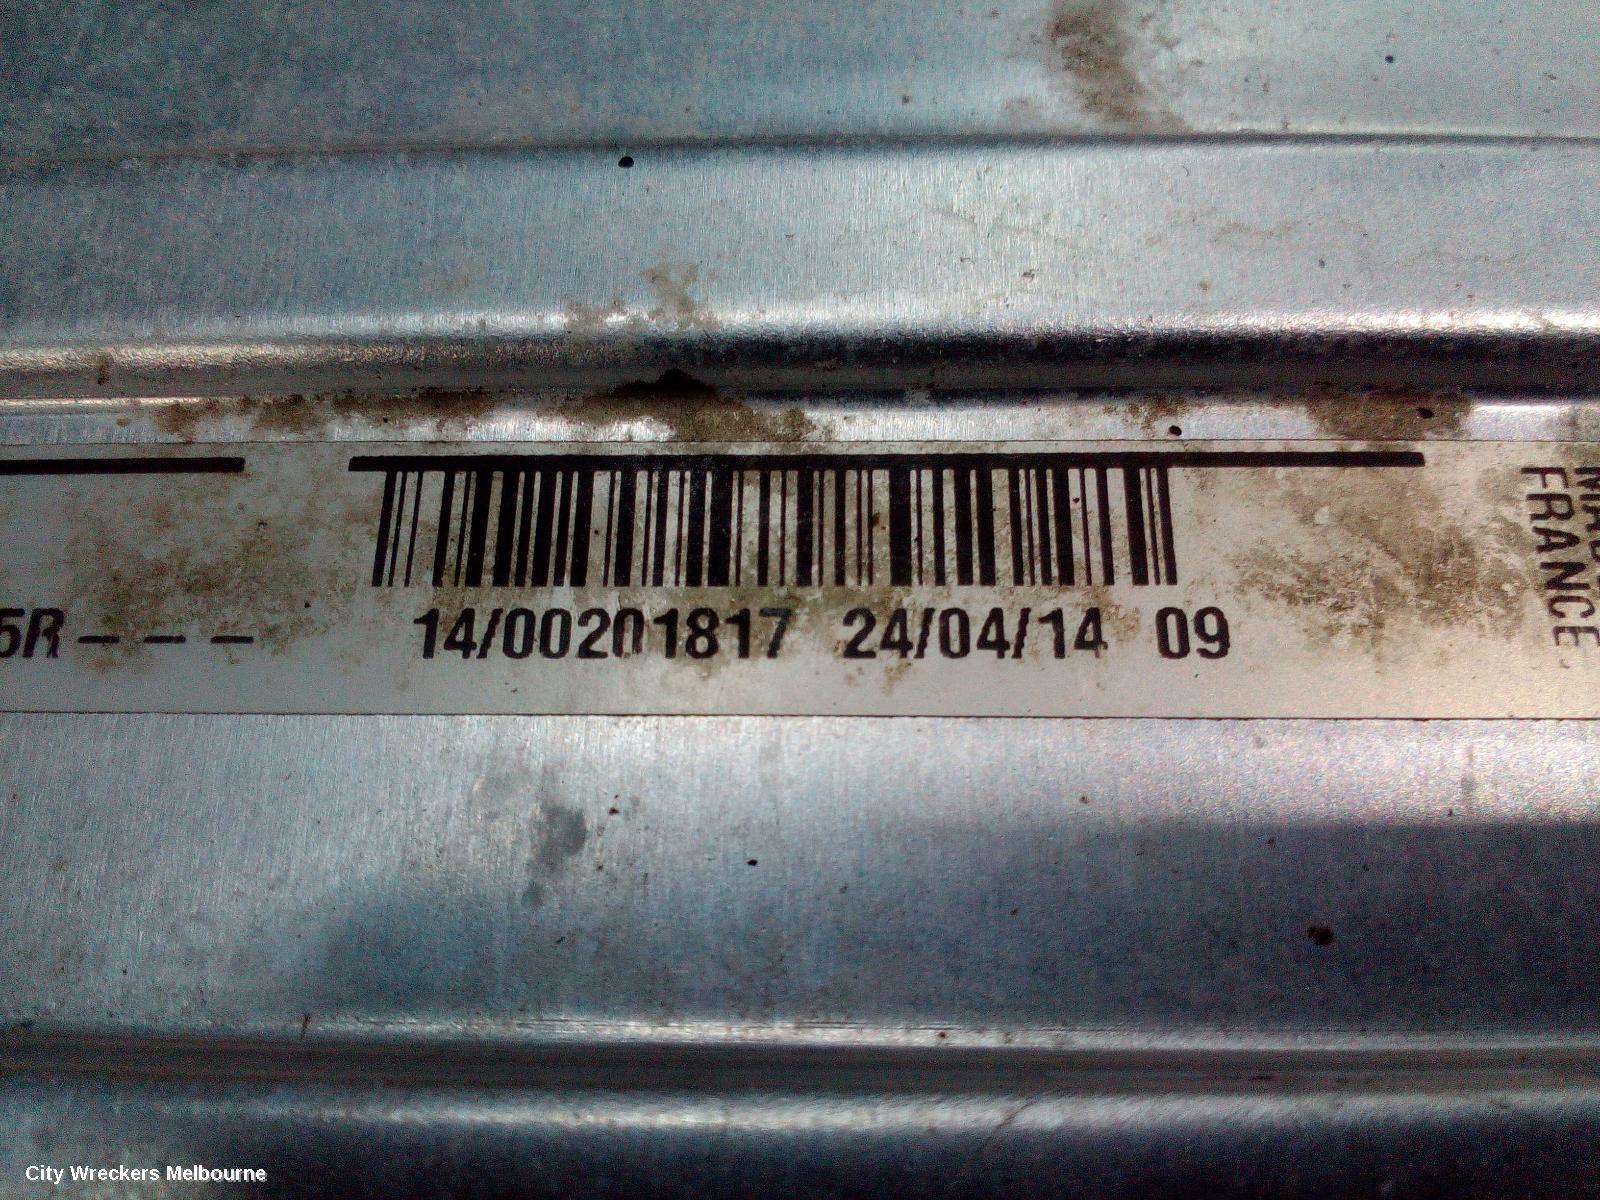 5R - - -
14/00201817 24/04/14 09
FRANCE
City Wreckers Melbourne